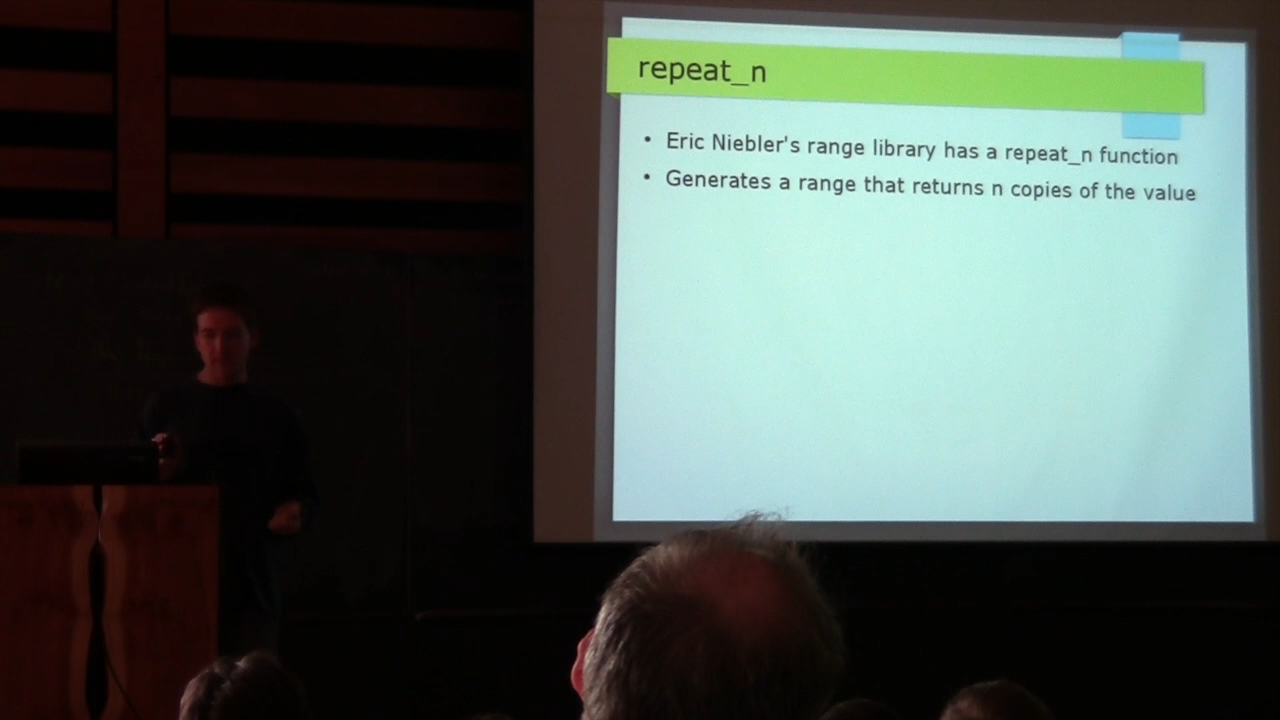 repeat_n
• Eric Niebler's range library has a repeat_n function
• Generates a range that returns n copies of the value